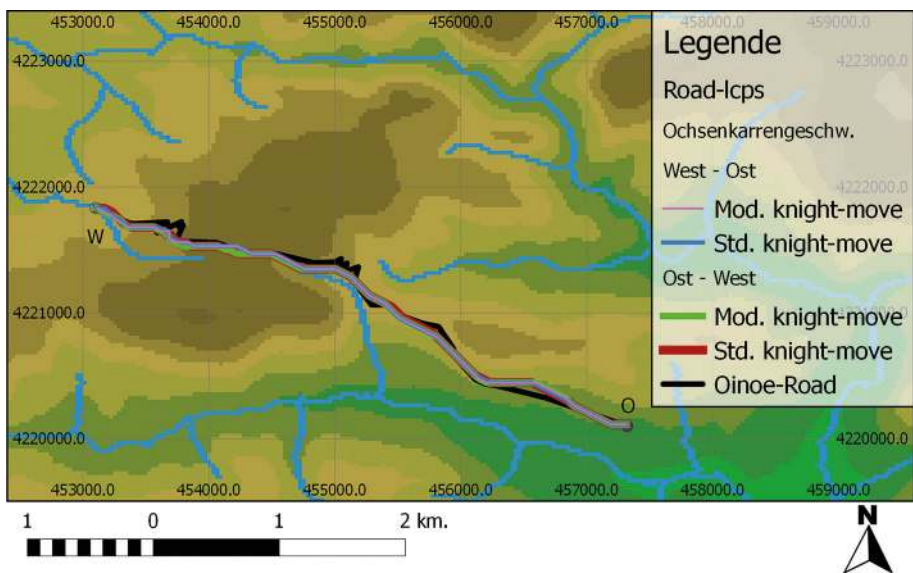 453000.0 454000.0 455000.0 456000.0 457000.0 458000.0 459000.0
4223000.0 4223000.0
4222000.0 4222000.0
4221000.0 4221000.0
4220000.0 4220000.0
453000.0 454000.0 455000.0 456000.0 457000.0 458000.0 459000.0
W
O
Legende
Road-lcps
Ochsenkarrengeschw.
West - Ost
Mod. knight-move
Std. knight-move
Ost - West
Mod. knight-move
Std. knight-move
Oinoe-Road
1 0 1 2 km.
N